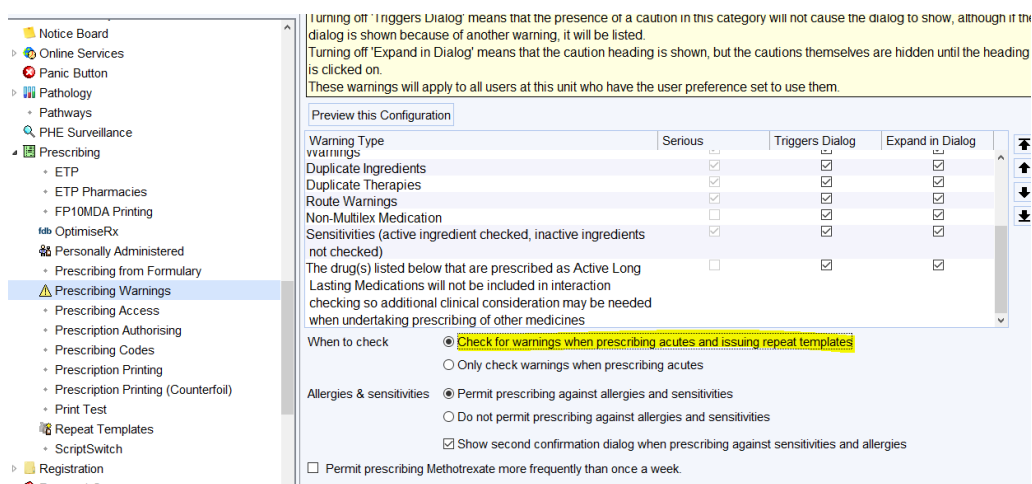 Notice Board
Online Services
Panic Button
Pathology
Pathways
PHE Surveillance
Prescribing
ETP
ETP Pharmacies
FP10MDA Printing
fdb OptimiseRx
Personally Administered
Prescribing from Formulary
Prescribing Warnings
Prescribing Access
Prescription Authorising
Prescribing Codes
Prescription Printing
Prescription Printing (Counterfoil)
Print Test
Repeat Templates
ScriptSwitch
Registration
Turning off 'Triggers Dialog' means that the presence of a caution in this category will not cause the dialog to show, although if the
dialog is shown because of another warning, it will be listed.
Turning off 'Expand in Dialog' means that the caution heading is shown, but the cautions themselves are hidden until the heading
is clicked on.
These warnings will apply to all users at this unit who have the user preference set to use them.
Preview this Configuration
Warning Type Serious Triggers Dialog Expand in Dialog
Warnings
Duplicate Ingredients
Duplicate Therapies
Route Warnings
Non-Multilex Medication
Sensitivities (active ingredient checked, inactive ingredients
not checked)
The drug(s) listed below that are prescribed as Active Long
Lasting Medications will not be included in interaction
checking so additional clinical consideration may be needed
when undertaking prescribing of other medicines
When to check Check for warnings when prescribing acutes and issuing repeat templates
Only check warnings when prescribing acutes
Allergies & sensitivities Permit prescribing against allergies and sensitivities
Do not permit prescribing against allergies and sensitivities
Show second confirmation dialog when prescribing against sensitivities and allergies
Permit prescribing Methotrexate more frequently than once a week.